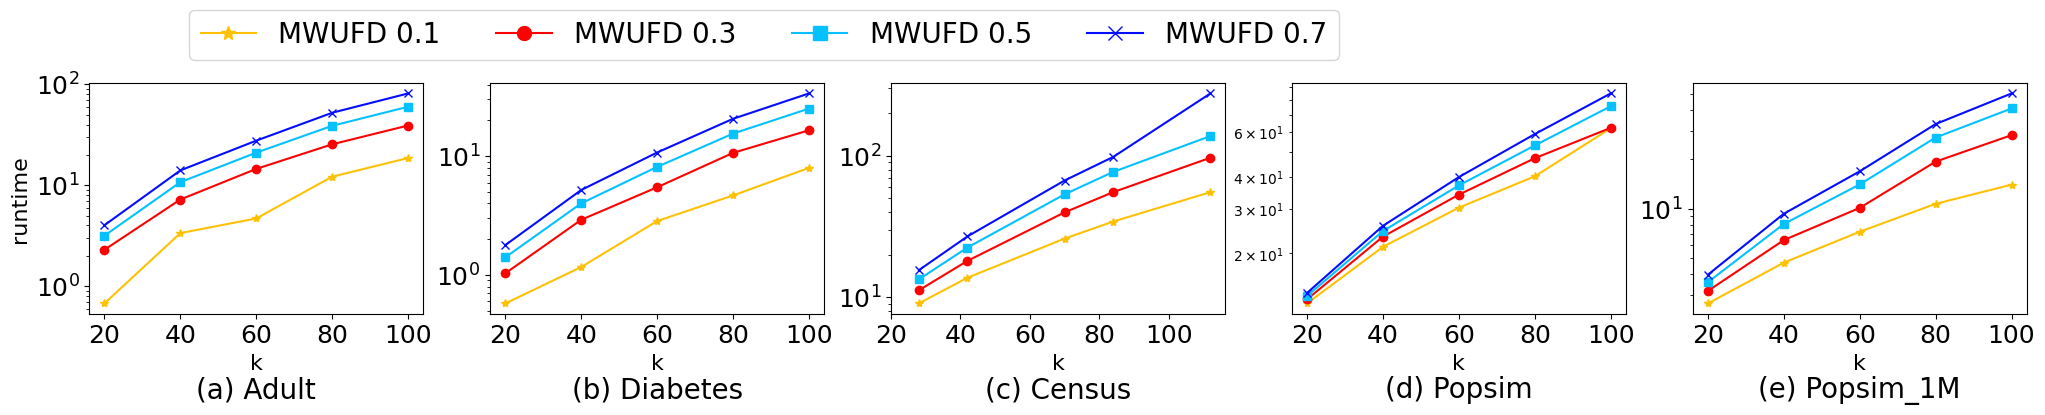 MWUFD 0.1 MWUFD 0.3 MWUFD 0.5 MWUFD 0.7
runtime
10² 10¹ 10⁰
20 40 60 80 100
k
(a) Adult
10¹ 10⁰
20 40 60 80 100
k
(b) Diabetes
10² 10¹
20 40 60 80 100
k
(c) Census
6 × 10¹ 4 × 10¹ 3 × 10¹ 2 × 10¹
20 40 60 80 100
k
(d) Popsim
10¹
20 40 60 80 100
k
(e) Popsim_1M